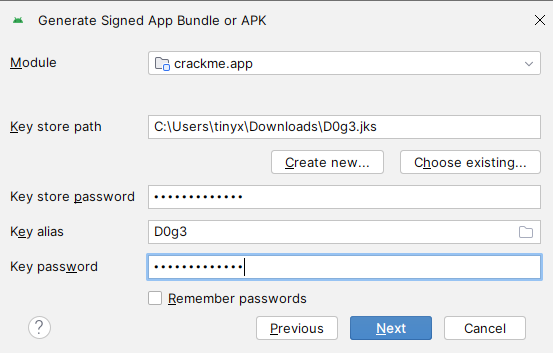 Generate Signed App Bundle or APK
Module
crackme.app
Key store path
C:\Users\tinyx\Downloads\D0g3.jks
Create new...
Choose existing...
Key store password
•••••••••••••
Key alias
D0g3
Key password
•••••••••••••
Remember passwords
?
Previous
Next
Cancel